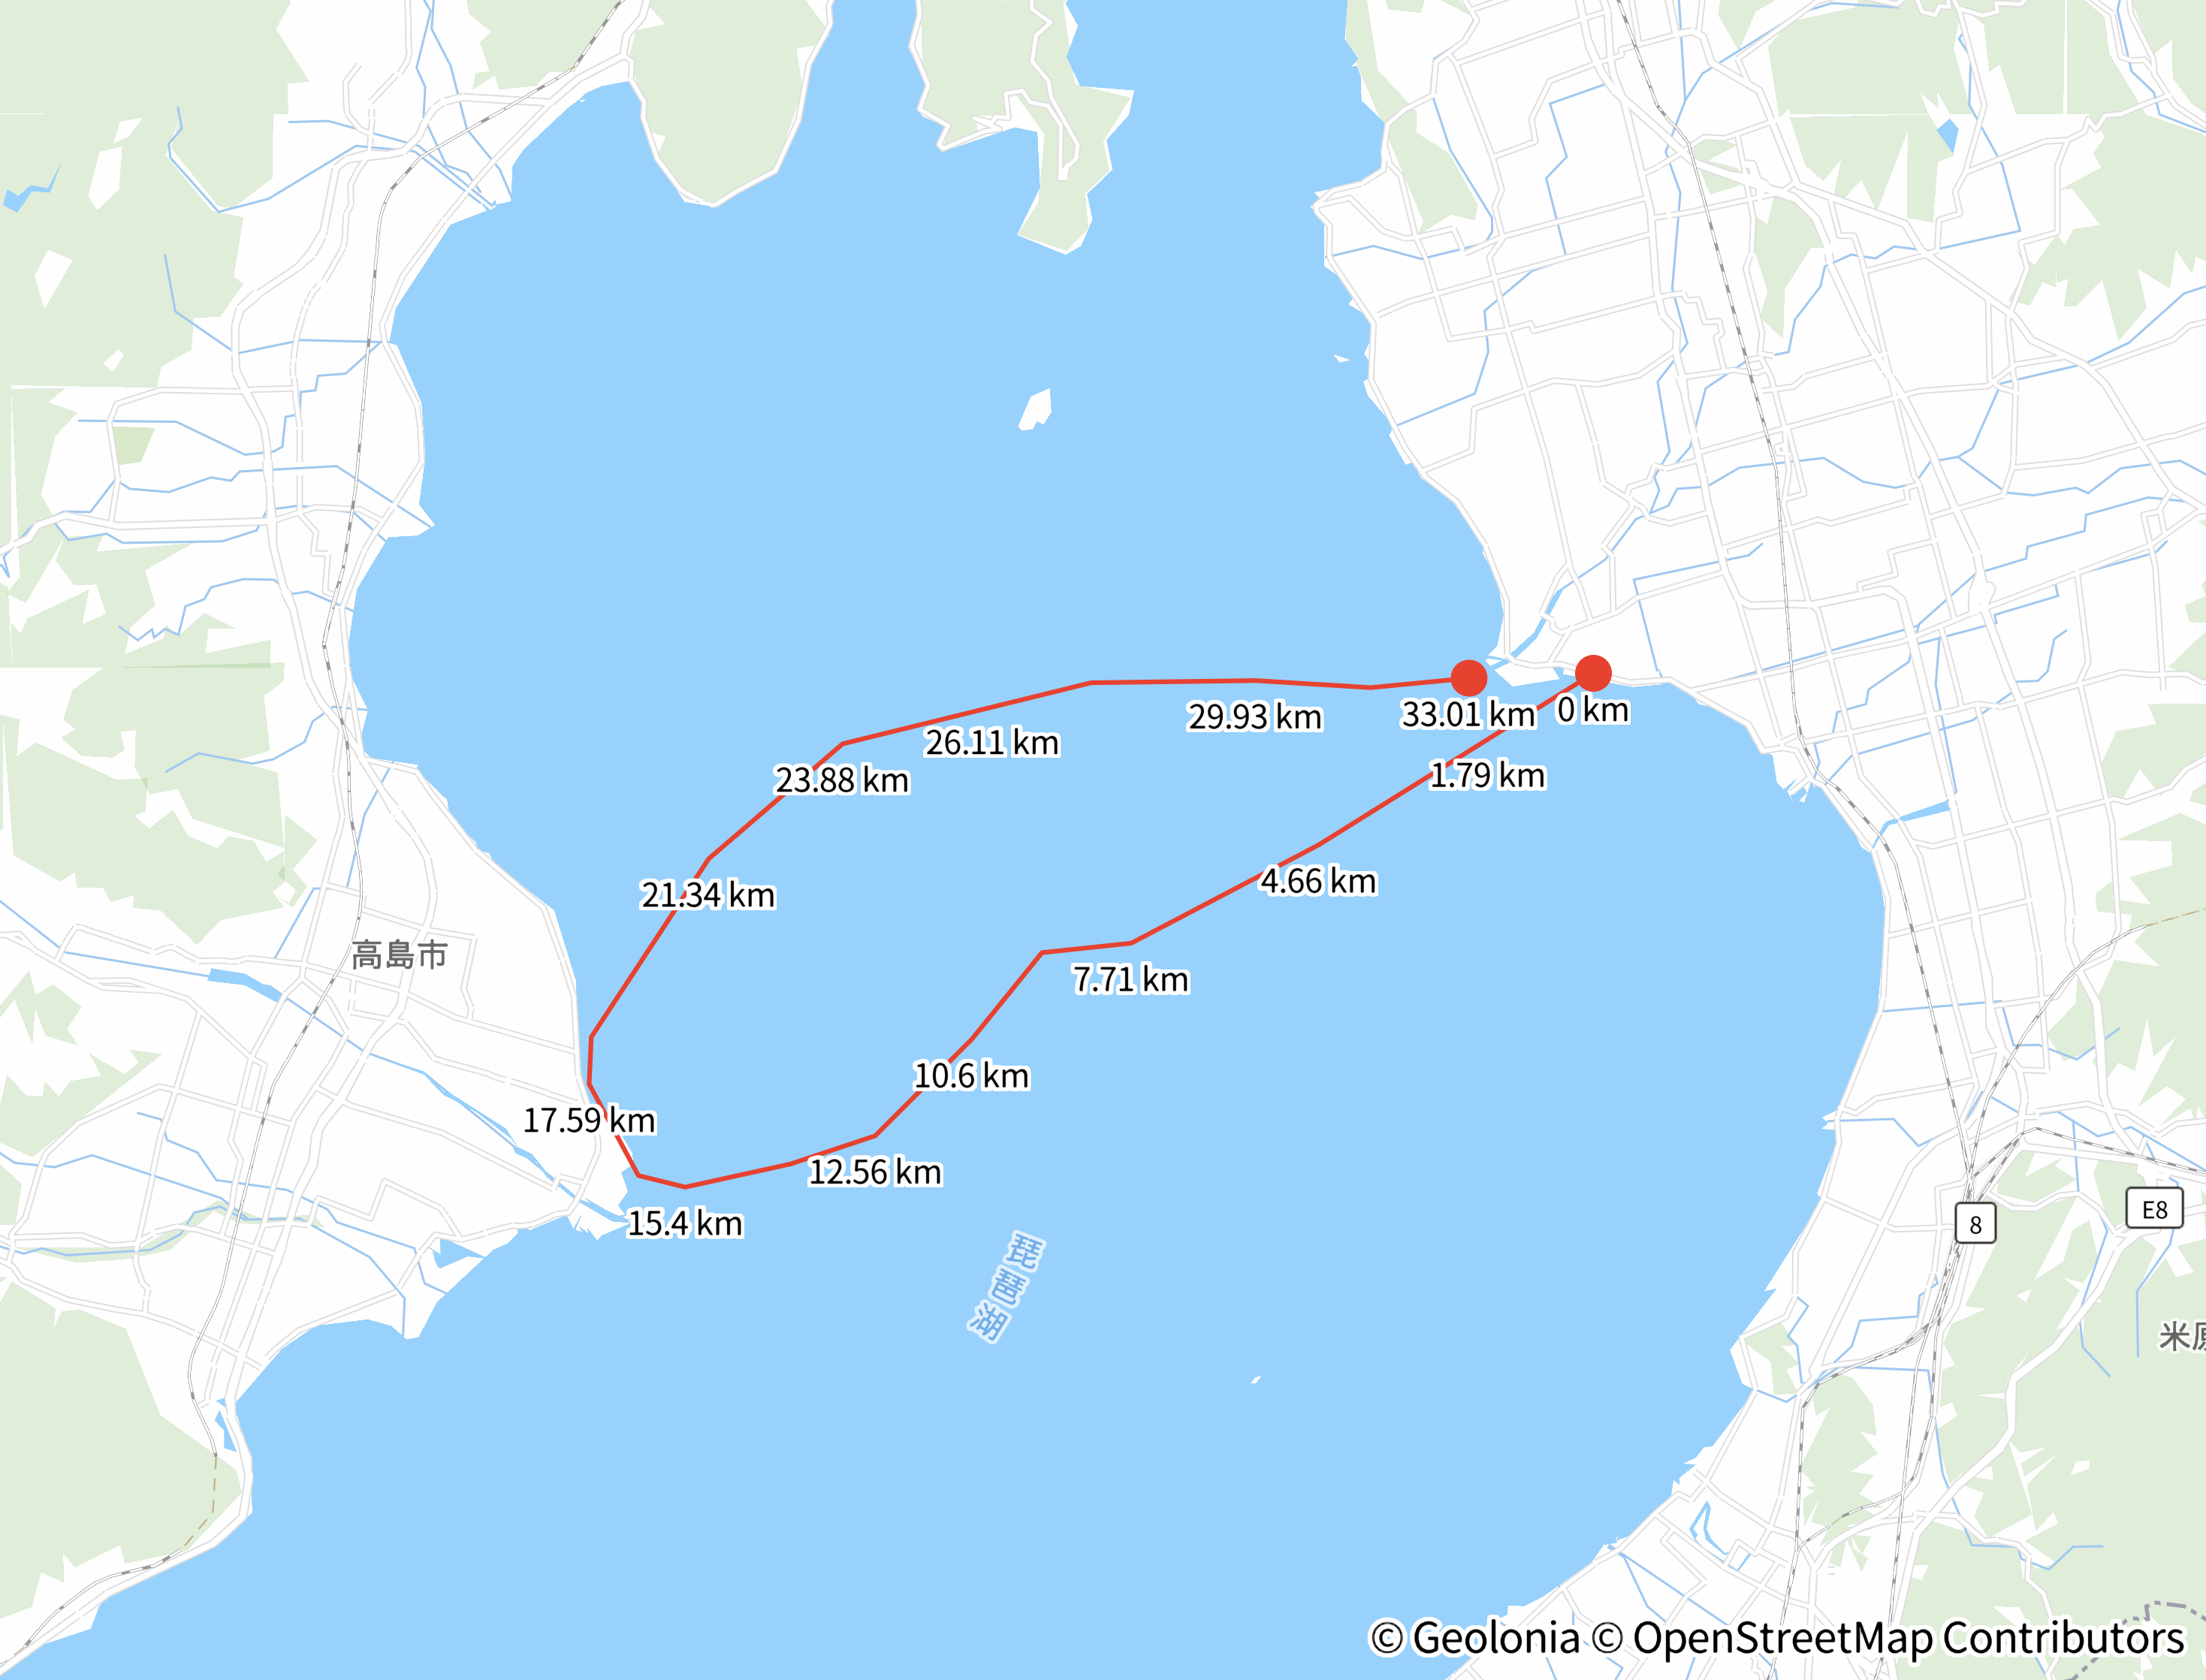 33.01 km
0 km
29.93 km
26.11 km
23.88 km
1.79 km
21.34 km
4.66 km
高島市
7.71 km
10.6 km
17.59 km
12.56 km
15.4 km
E8
8
琵琶湖
米原
© Geolonia © OpenStreetMap Contributors